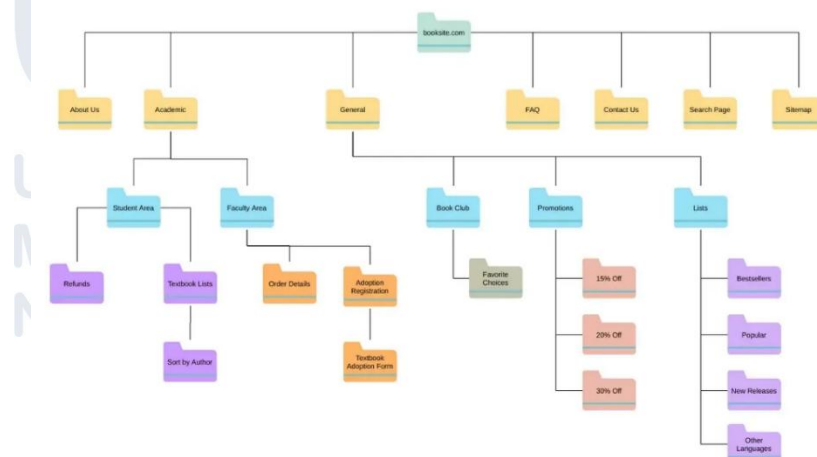 booksite.com
About Us
Academic
General
FAQ
Contact Us
Search Page
Sitemap
Student Area
Faculty Area
Book Club
Promotions
Lists
Refunds
Textbook Lists
Order Details
Adoption
Registration
Favorite
Choices
15% Off
Bestsellers
Sort by Author
Textbook
Adoption Form
20% Off
Popular
30% Off
New Releases
Other
Languages